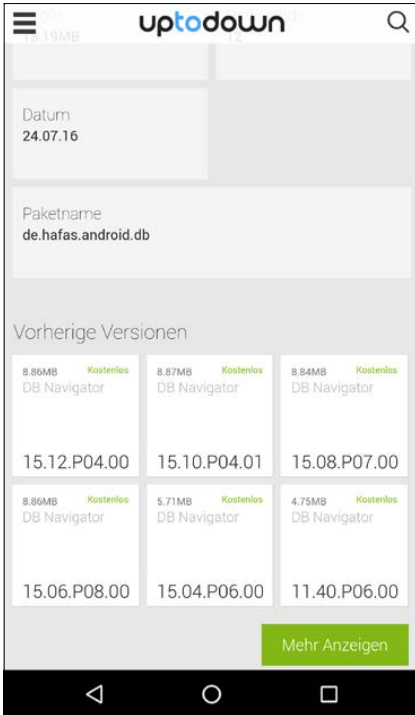 uptodown
18.19MB
12
Datum
24.07.16
Paketname
de.hafas.android.db
Vorherige Versionen
8.86MB Kostenlos
DB Navigator
15.12.P04.00
8.87MB Kostenlos
DB Navigator
15.10.P04.01
8.84MB Kostenlos
DB Navigator
15.08.P07.00
8.86MB Kostenlos
DB Navigator
15.06.P08.00
5.71MB Kostenlos
DB Navigator
15.04.P06.00
4.75MB Kostenlos
DB Navigator
11.40.P06.00
Mehr Anzeigen